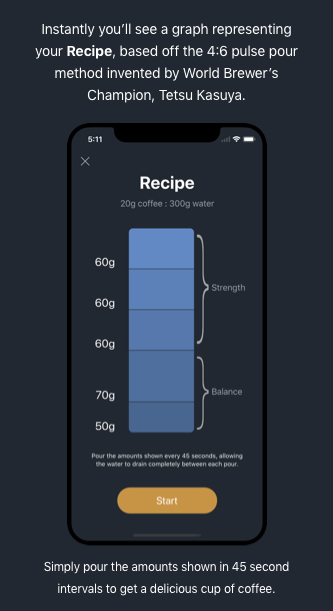 Instantly you'll see a graph representing
your Recipe, based off the 4:6 pulse pour
method invented by World Brewer's
Champion, Tetsu Kasuya.
5:11
Recipe
20g coffee : 300g water
60g
60g
Strength
60g
70g
Balance
50g
Pour the amounts shown every 45 seconds, allowing
the water to drain completely between each pour.
Start
Simply pour the amounts shown in 45 second
intervals to get a delicious cup of coffee.